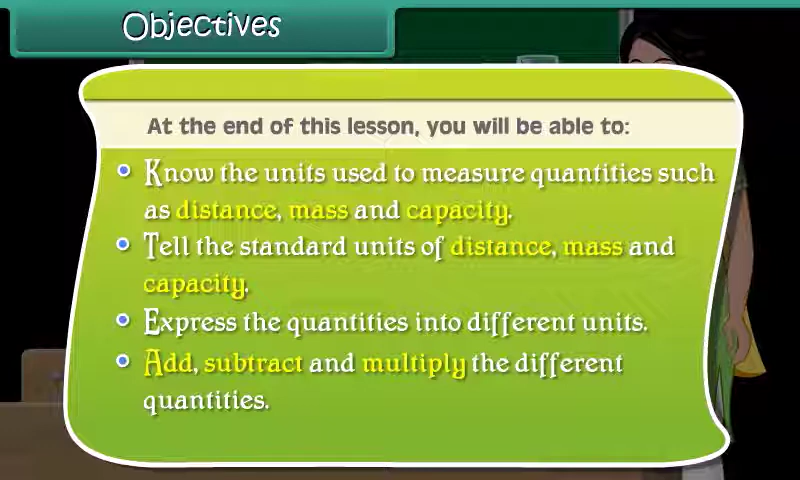 Objectives
At the end of this lesson, you will be able to:
Know the units used to measure quantities such
as distance, mass and capacity.
Tell the standard units of distance, mass and
capacity.
Express the quantities into different units.
Add, subtract and multiply the different
quantities.